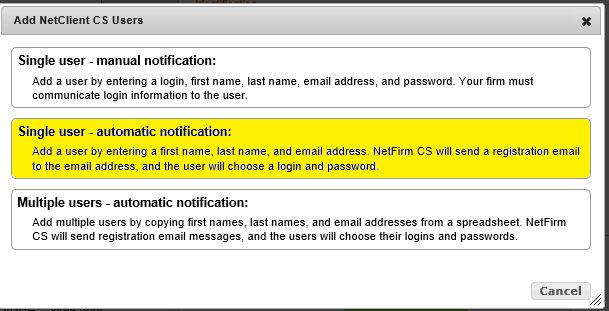 Add NetClient CS Users
Single user - manual notification:
Add a user by entering a login, first name, last name, email address, and password. Your firm must
communicate login information to the user.
Single user - automatic notification:
Add a user by entering a first name, last name, and email address. NetFirm CS will send a registration email
to the email address, and the user will choose a login and password.
Multiple users - automatic notification:
Add multiple users by copying first names, last names, and email addresses from a spreadsheet. NetFirm
CS will send registration email messages, and the users will choose their logins and passwords.
Cancel